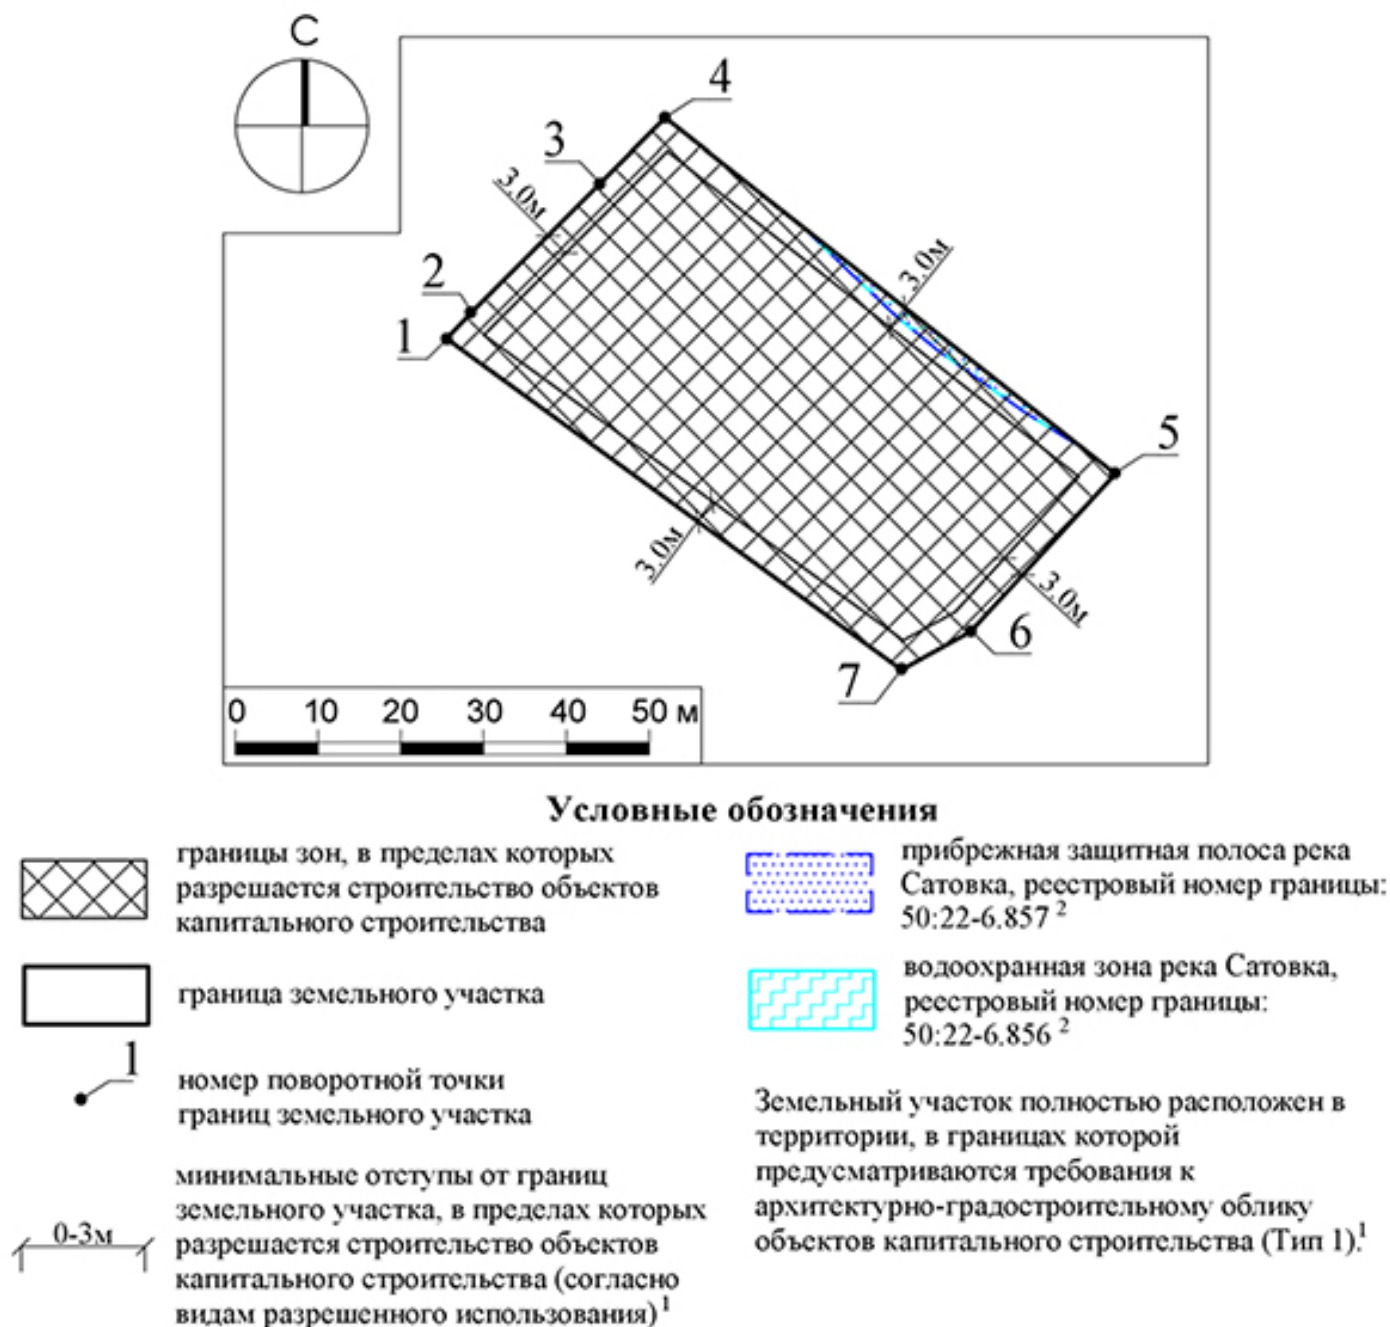 С
4
3
3.0м
2
3.0м
1
5
3.0м
3.0м
6
7
0 10 20 30 40 50 м
Условные обозначения
границы зон, в пределах которых
разрешается строительство объектов
капитального строительства
граница земельного участка
1
номер поворотной точки
границ земельного участка
0-3м
минимальные отступы от границ
земельного участка, в пределах которых
разрешается строительство объектов
капитального строительства (согласно
видам разрешенного использования)¹
прибрежная защитная полоса река
Сатовка, реестровый номер границы:
50:22-6.857 ²
водоохранная зона река Сатовка,
реестровый номер границы:
50:22-6.856 ²
Земельный участок полностью расположен в
территории, в границах которой
предусматриваются требования к
архитектурно-градостроительному облику
объектов капитального строительства (Тип 1).¹